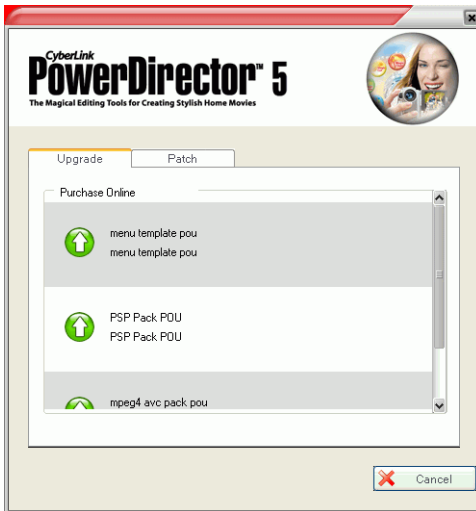 CyberLink
PowerDirector™ 5
The Magical Editing Tools for Creating Stylish Home Movies
Upgrade
Patch
Purchase Online
menu template pou
menu template pou
PSP Pack POU
PSP Pack POU
mpeg4 avc pack pou
Cancel